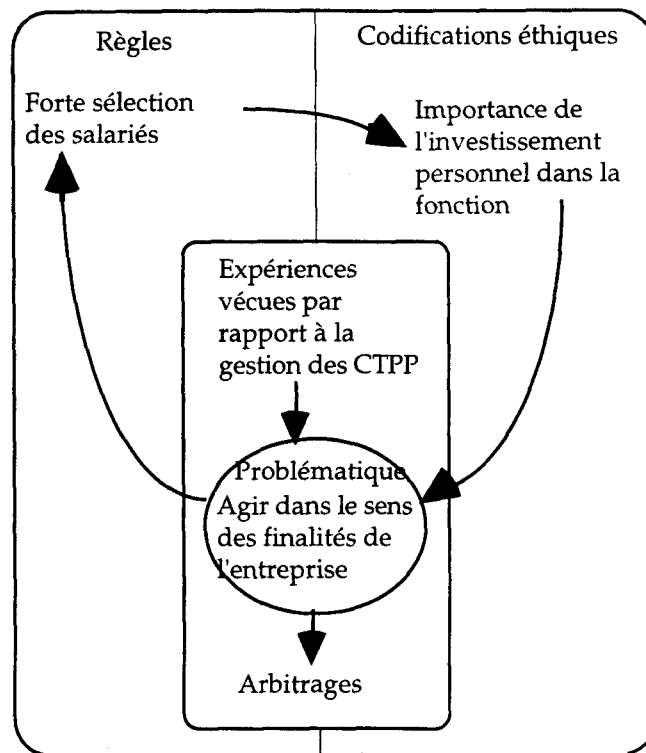 Règles
Codifications éthiques
Forte sélection
des salariés
Importance de
l'investissement
personnel dans la
fonction
Expériences
vécues par
rapport à la
gestion des CTPP
Problématique
Agir dans le sens
des finalités de
l'entreprise
Arbitrages